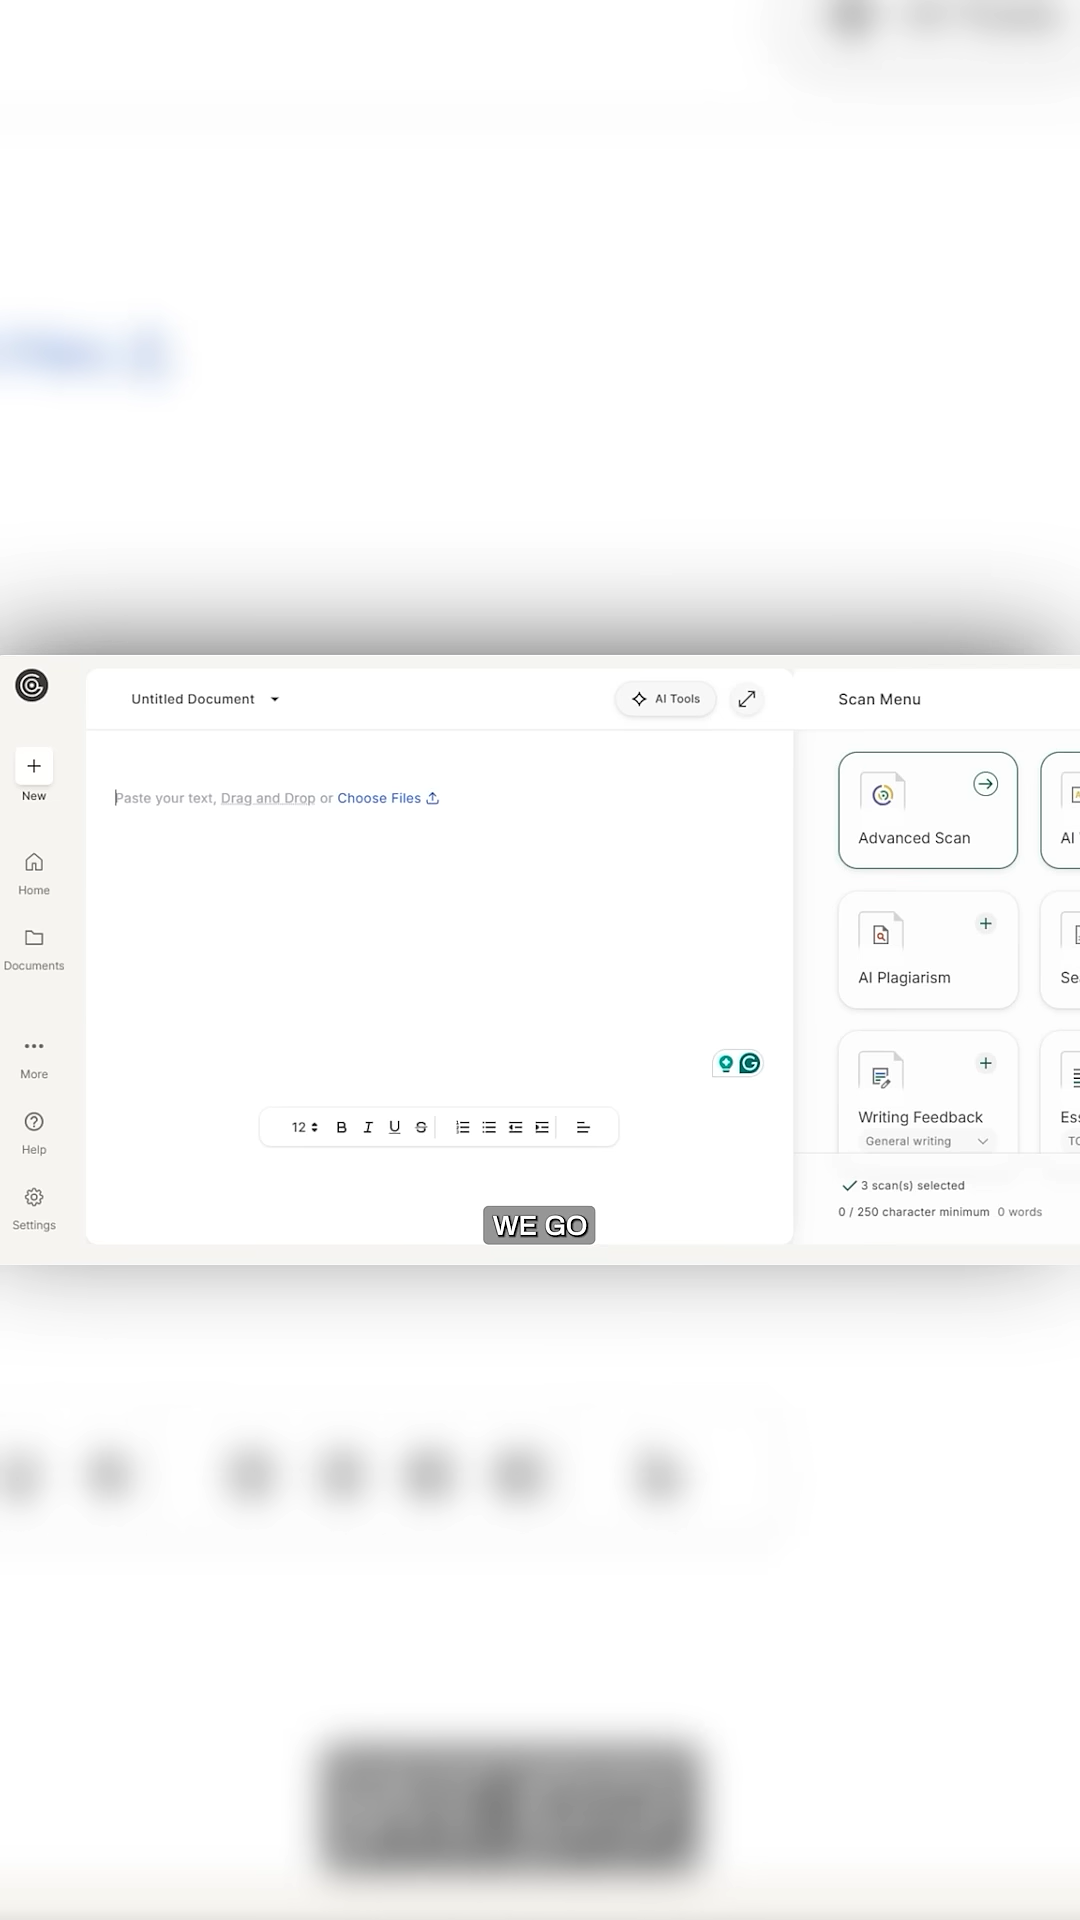 Untitled Document
AI Tools
Scan Menu
New
Home
Documents
More
Help
Settings
Paste your text, Drag and Drop or Choose Files
12 B I U S
Advanced Scan
AI
AI Plagiarism
Se
Writing Feedback
General writing
Es
TO
3 scan(s) selected
0 / 250 character minimum 0 words
WE GO